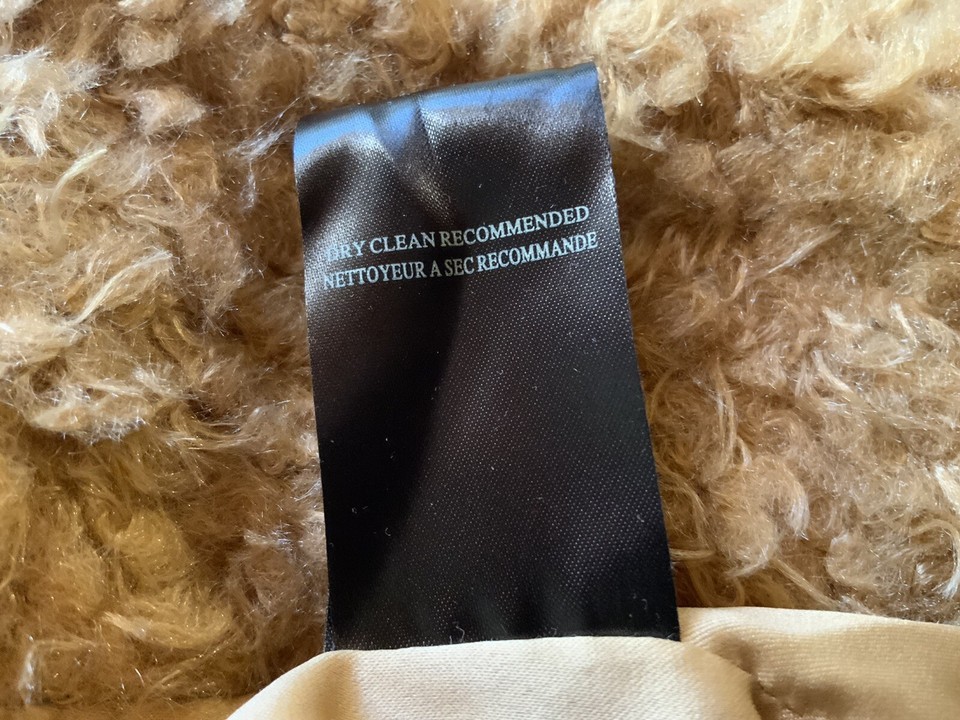 DRY CLEAN RECOMMENDED
NETTOYEUR A SEC RECOMMANDE